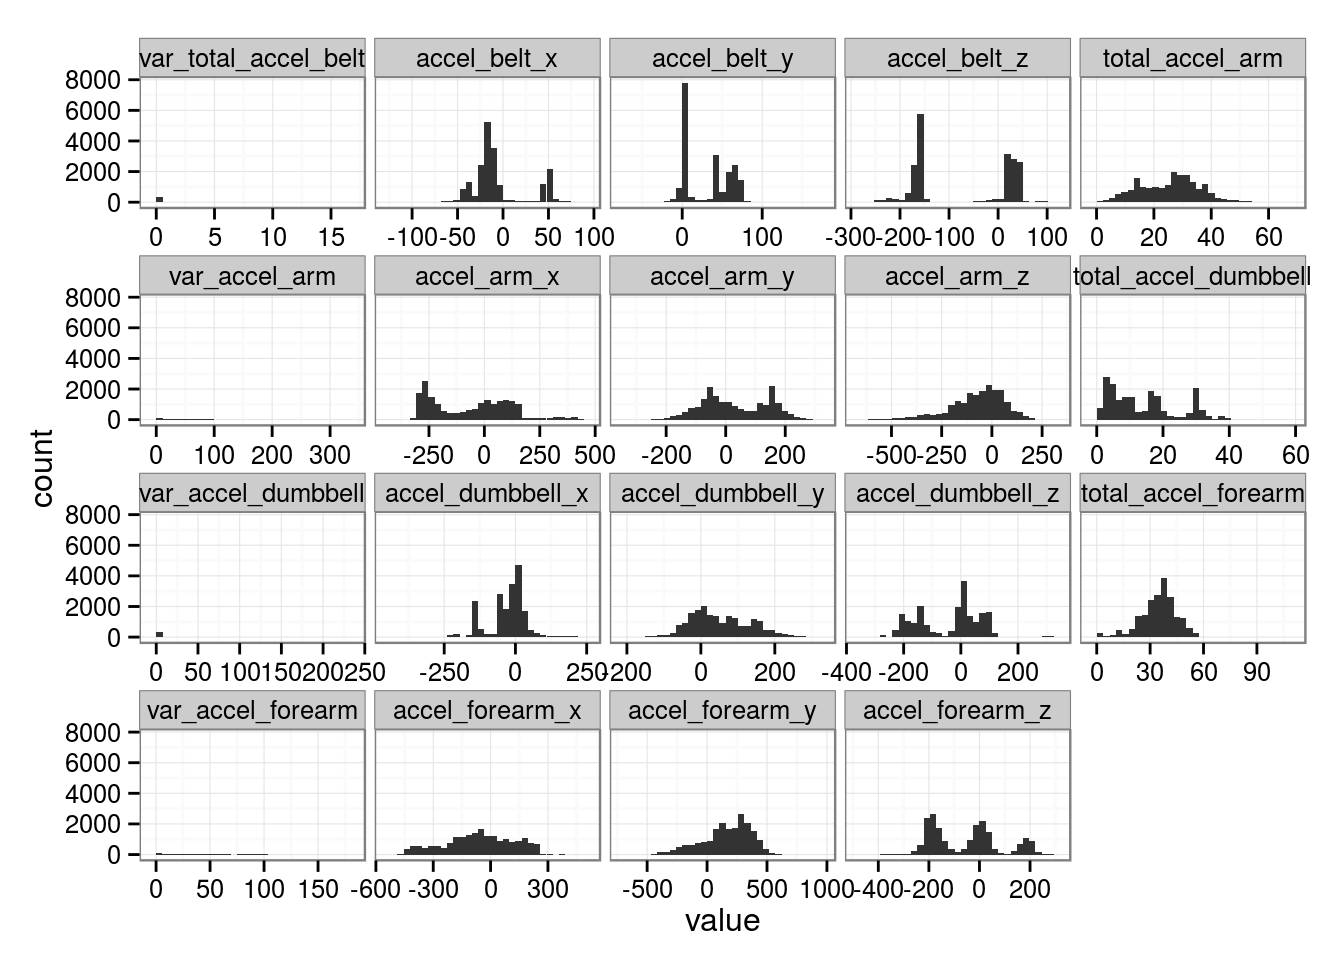 var_total_accel_belt accel_belt_x accel_belt_y accel_belt_z total_accel_arm
8000
6000
4000
2000
0
0 5 10 15 -100 -50 0 50 100 0 100 -300 -200 -100 0 100 0 20 40 60
var_accel_arm accel_arm_x accel_arm_y accel_arm_z total_accel_dumbbell
8000
6000
4000
2000
0
0 100 200 300 -250 0 250 500 -200 0 200 -500 -250 0 250 0 20 40 60
count
var_accel_dumbbell accel_dumbbell_x accel_dumbbell_y accel_dumbbell_z total_accel_forearm
8000
6000
4000
2000
0
0 50 100 150 200 250 -250 0 250 -200 0 200 -400 -200 0 200 0 30 60 90
var_accel_forearm accel_forearm_x accel_forearm_y accel_forearm_z
8000
6000
4000
2000
0
0 50 100 150 -600 -300 0 300 -500 0 500 1000 -400 -200 0 200
value